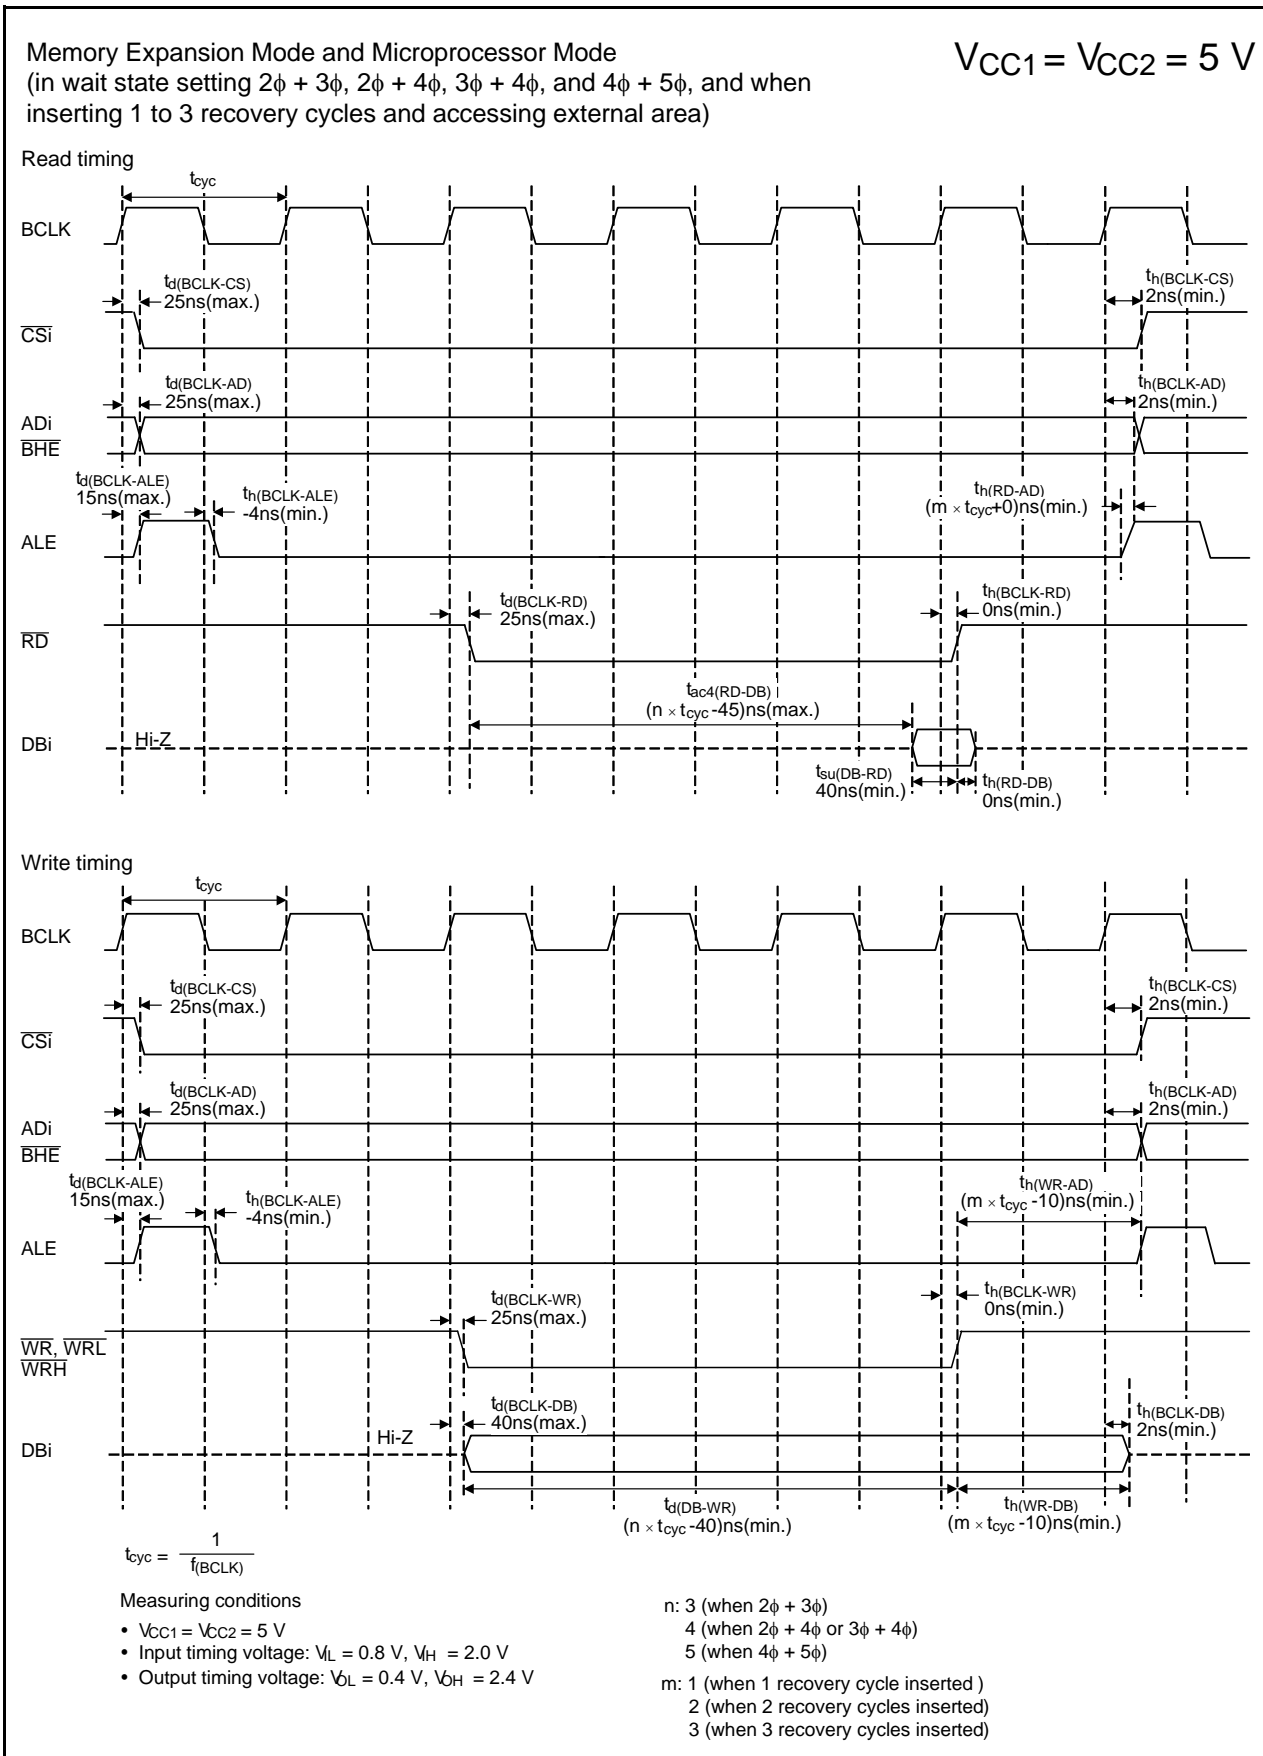 Memory Expansion Mode and Microprocessor Mode
(in wait state setting 2ϕ + 3ϕ, 2ϕ + 4ϕ, 3ϕ + 4ϕ, and 4ϕ + 5ϕ, and when
inserting 1 to 3 recovery cycles and accessing external area)
VCC1 = VCC2 = 5 V
Read timing
tcyc
BCLK
td(BCLK-CS)
25ns(max.)
th(BCLK-CS)
2ns(min.)
CSi
td(BCLK-AD)
25ns(max.)
th(BCLK-AD)
2ns(min.)
ADi
BHE
td(BCLK-ALE)
15ns(max.)
th(BCLK-ALE)
-4ns(min.)
th(RD-AD)
(m × tcyc+0)ns(min.)
ALE
td(BCLK-RD)
25ns(max.)
th(BCLK-RD)
0ns(min.)
RD
tac4(RD-DB)
(n × tcyc-45)ns(max.)
DBi
Hi-Z
tsu(DB-RD)
40ns(min.)
th(RD-DB)
0ns(min.)
Write timing
tcyc
BCLK
td(BCLK-CS)
25ns(max.)
th(BCLK-CS)
2ns(min.)
CSi
td(BCLK-AD)
25ns(max.)
th(BCLK-AD)
2ns(min.)
ADi
BHE
td(BCLK-ALE)
15ns(max.)
th(BCLK-ALE)
-4ns(min.)
th(WR-AD)
(m × tcyc-10)ns(min.)
ALE
td(BCLK-WR)
25ns(max.)
th(BCLK-WR)
0ns(min.)
WR, WRL
WRH
td(BCLK-DB)
40ns(max.)
th(BCLK-DB)
2ns(min.)
Hi-Z
DBi
td(DB-WR)
(n × tcyc-40)ns(min.)
th(WR-DB)
(m × tcyc-10)ns(min.)
tcyc = 1
f(BCLK)
Measuring conditions
• VCC1 = VCC2 = 5 V
• Input timing voltage: VIL = 0.8 V, VIH = 2.0 V
• Output timing voltage: VOL = 0.4 V, VOH = 2.4 V
n: 3 (when 2ϕ + 3ϕ)
4 (when 2ϕ + 4ϕ or 3ϕ + 4ϕ)
5 (when 4ϕ + 5ϕ)
m: 1 (when 1 recovery cycle inserted )
2 (when 2 recovery cycles inserted)
3 (when 3 recovery cycles inserted)